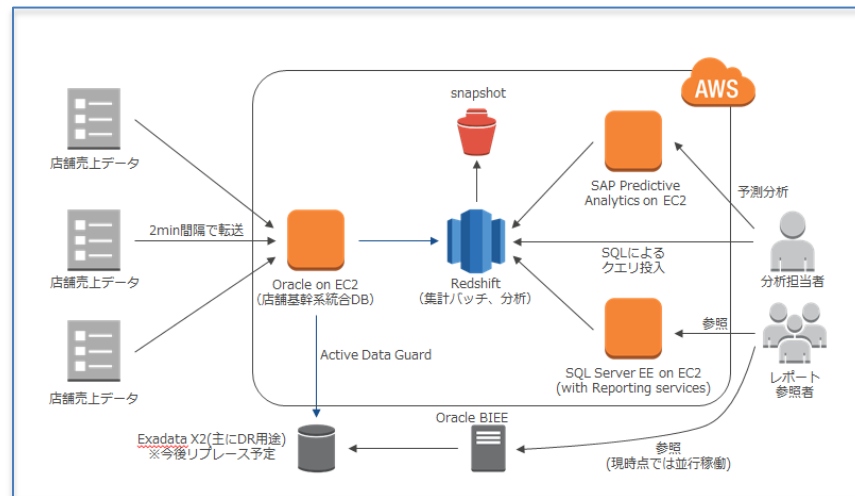 AWS
snapshot
店舗売上データ
SAP Predictive
Analytics on EC2
予測分析
2min間隔で転送
SQLによる
クエリ投入
店舗売上データ
Oracle on EC2
(店舗基幹系統合DB)
Redshift
(集計バッチ、分析)
分析担当者
参照
Active Data Guard
SQL Server EE on EC2
(with Reporting services)
店舗売上データ
レポート
参照者
Oracle BIEE
Exadata X2(主にDR用途)
※今後リプレース予定
参照
(現時点では並行稼働)